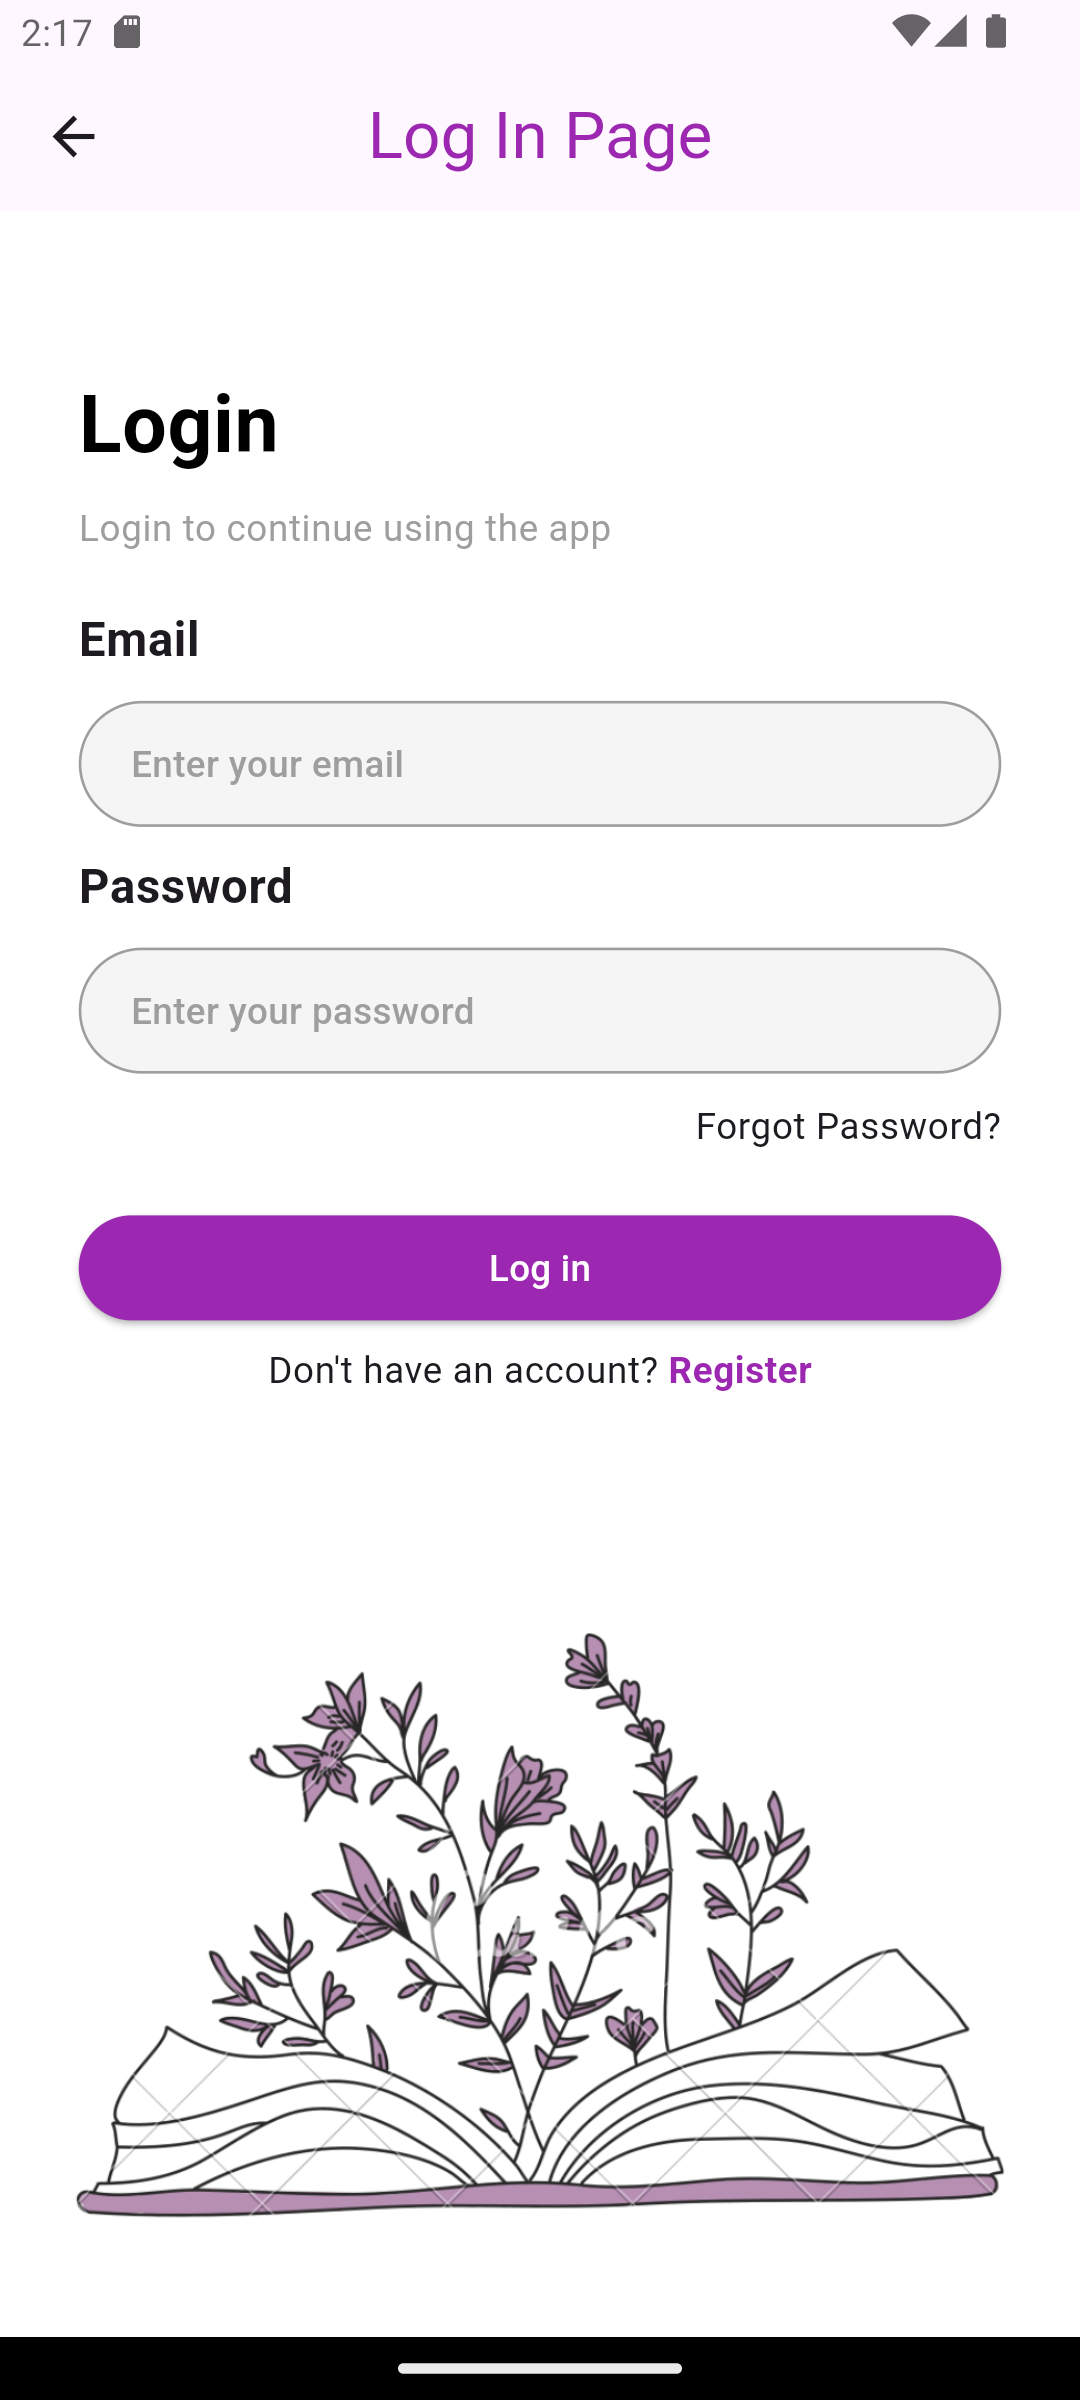 2:17
Log In Page
Login
Login to continue using the app
Email
Enter your email
Password
Enter your password
Forgot Password?
Log in
Don't have an account? Register